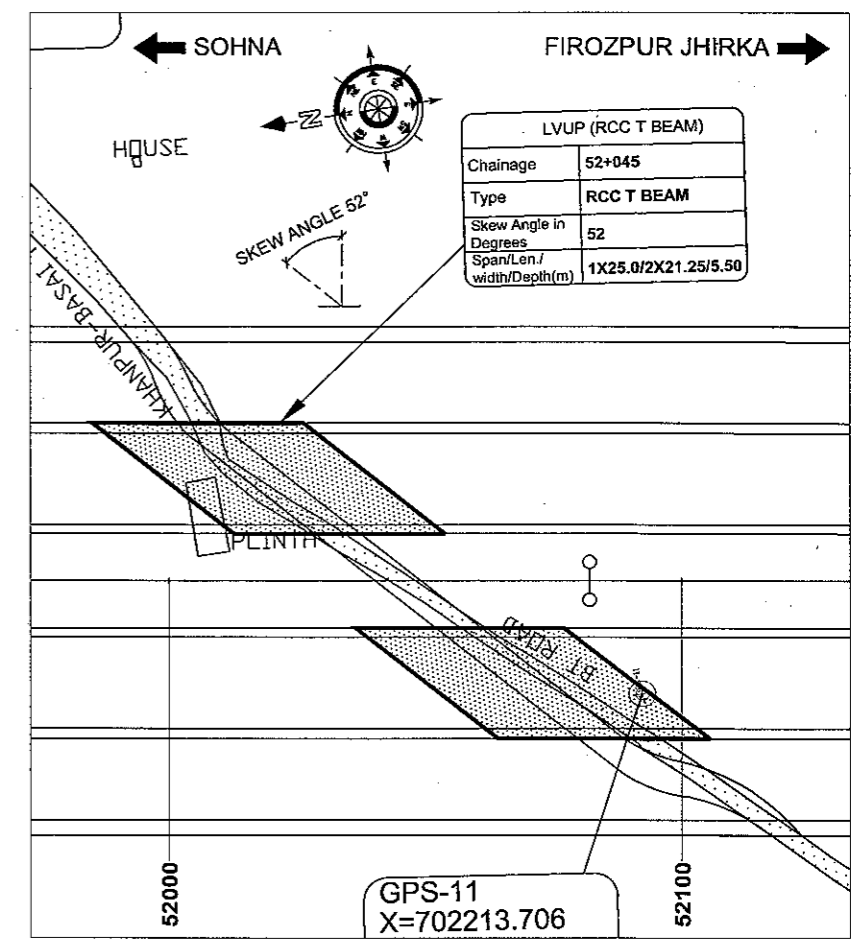 SOHNA
FIROZPUR JHIRKA
N
HOUSE
SKEW ANGLE 52°
LVUP (RCC T BEAM)
Chainage 52+045
Type RCC T BEAM
Skew Angle in
Degrees 52
Span/Len./
width/Depth(m) 1X25.0/2X21.25/5.50
KHANPUR-BASAI
PLINTH
BT ROAD
52000
52100
GPS-11
X=702213.706